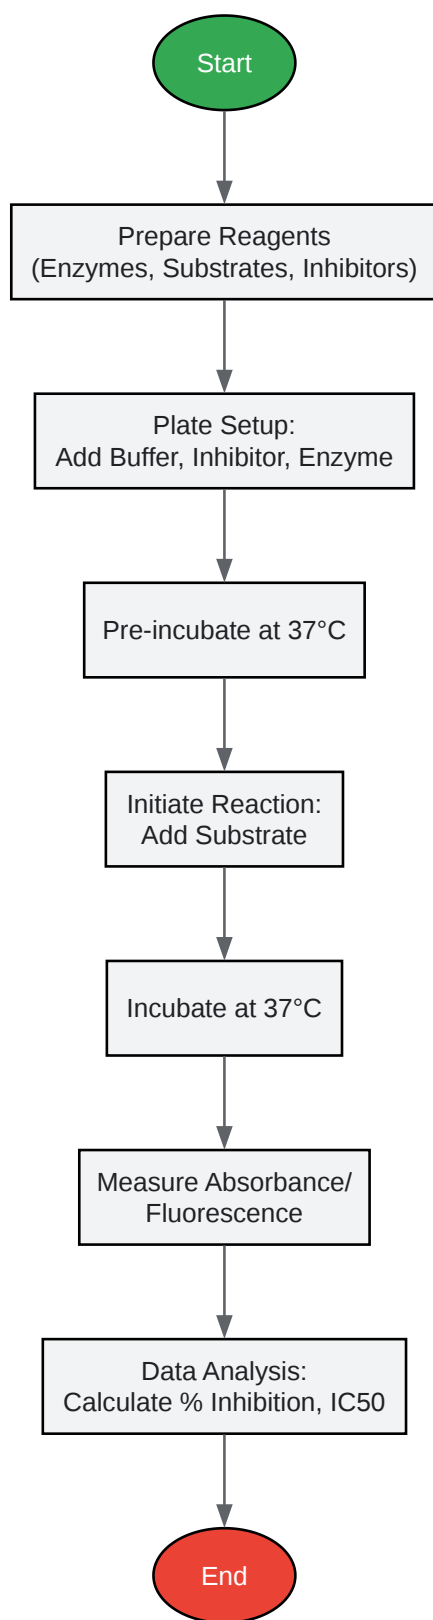 Start
Prepare Reagents
(Enzymes, Substrates, Inhibitors)
Plate Setup:
Add Buffer, Inhibitor, Enzyme
Pre-incubate at 37°C
Initiate Reaction:
Add Substrate
Incubate at 37°C
Measure Absorbance/
Fluorescence
Data Analysis:
Calculate % Inhibition, IC50
End